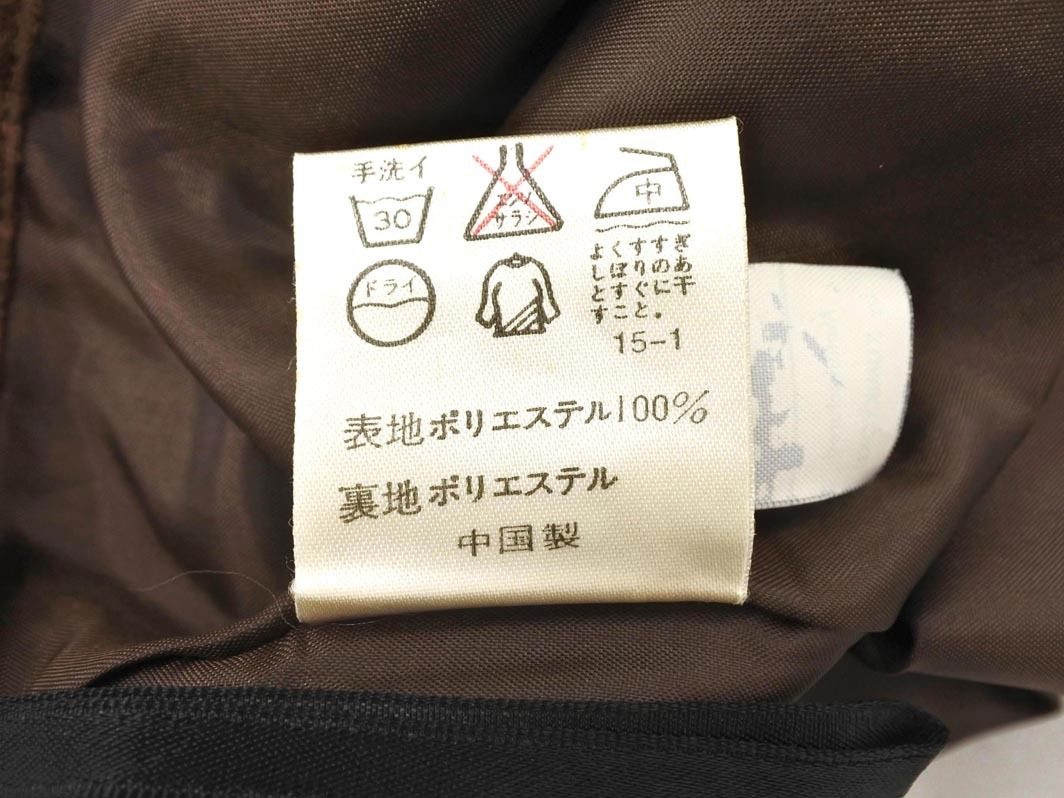 手洗イ
30
エンソ
サラシ
中
ドライ
よくすすぎ
しぼりのあ
とすぐに干
すこと。
15-1
表地ポリエステル100%
裏地ポリエステル
中国製